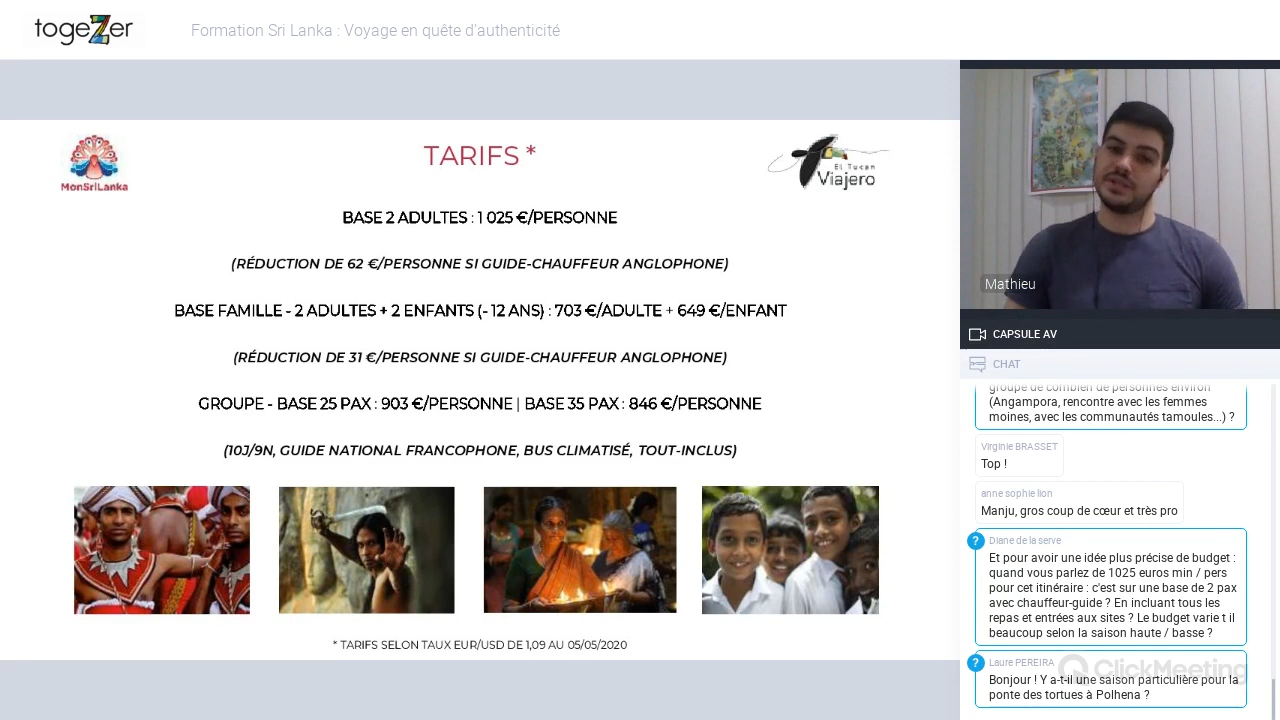 togeZer
Formation Sri Lanka : Voyage en quête d'authenticité
MonSriLanka
TARIFS *
El Tucan
Viajero
BASE 2 ADULTES : 1 025 €/PERSONNE
(RÉDUCTION DE 62 €/PERSONNE SI GUIDE-CHAUFFEUR ANGLOPHONE)
BASE FAMILLE - 2 ADULTES + 2 ENFANTS (- 12 ANS) : 703 €/ADULTE + 649 €/ENFANT
(RÉDUCTION DE 31 €/PERSONNE SI GUIDE-CHAUFFEUR ANGLOPHONE)
GROUPE - BASE 25 PAX : 903 €/PERSONNE | BASE 35 PAX : 846 €/PERSONNE
(10J/9N, GUIDE NATIONAL FRANCOPHONE, BUS CLIMATISÉ, TOUT-INCLUS)
* TARIFS SELON TAUX EUR/USD DE 1,09 AU 05/05/2020
Mathieu
CAPSULE AV
CHAT
groupe de combien de personnes environ
(Angampora, rencontre avec les femmes
moines, avec les communautés tamoules...) ?
Virginie BRASSET
Top !
anne sophie lion
Manju, gros coup de cœur et très pro
?
Diane de la serve
Et pour avoir une idée plus précise de budget :
quand vous parlez de 1025 euros min / pers
pour cet itinéraire : c'est sur une base de 2 pax
avec chauffeur-guide ? En incluant tous les
repas et entrées aux sites ? Le budget varie t il
beaucoup selon la saison haute / basse ?
?
Laure PEREIRA
ClickMeeting
Bonjour ! Y a-t-il une saison particulière pour la
ponte des tortues à Polhena ?